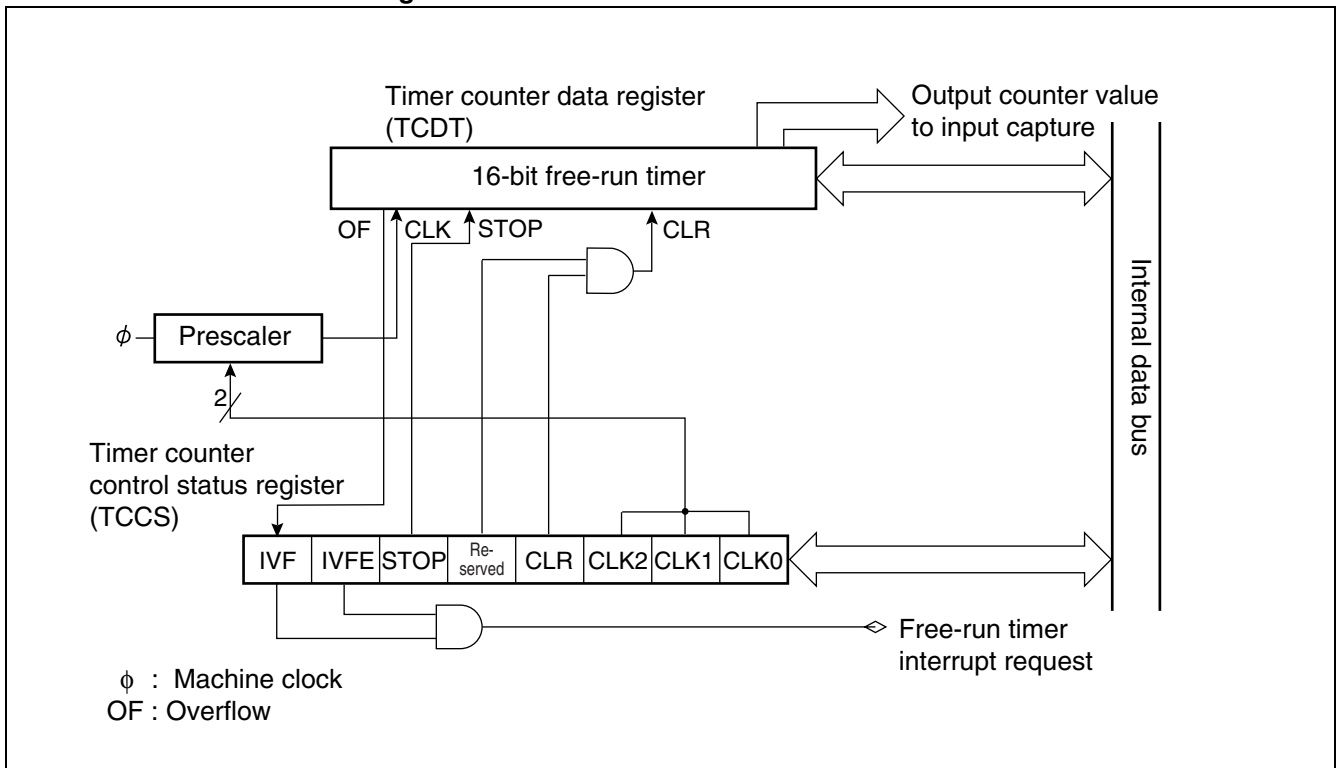 g
Timer counter data register
(TCDT)
Output counter value
to input capture
16-bit free-run timer
OF CLK STOP CLR
Internal data bus
ϕ Prescaler
2
Timer counter
control status register
(TCCS)
IVF IVFE STOP Re-
served CLR CLK2 CLK1 CLK0
Free-run timer
interrupt request
ϕ : Machine clock
OF : Overflow